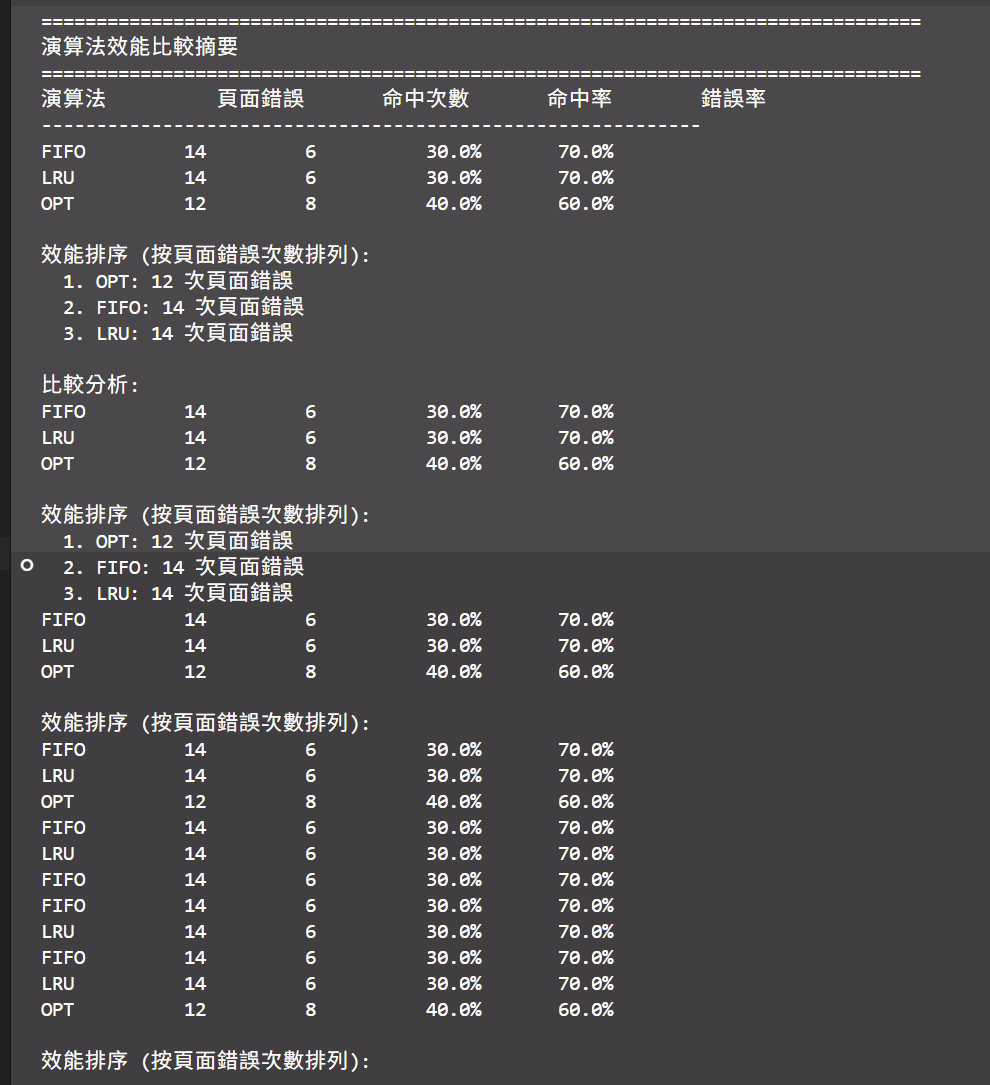 ================================================================================
演算法效能比較摘要
================================================================================
演算法 頁面錯誤 命中次數 命中率 錯誤率
------------------------------------------------------------
FIFO 14 6 30.0% 70.0%
LRU 14 6 30.0% 70.0%
OPT 12 8 40.0% 60.0%
效能排序 (按頁面錯誤次數排列):
1. OPT: 12 次頁面錯誤
2. FIFO: 14 次頁面錯誤
3. LRU: 14 次頁面錯誤
比較分析:
FIFO 14 6 30.0% 70.0%
LRU 14 6 30.0% 70.0%
OPT 12 8 40.0% 60.0%
效能排序 (按頁面錯誤次數排列):
1. OPT: 12 次頁面錯誤
2. FIFO: 14 次頁面錯誤
3. LRU: 14 次頁面錯誤
FIFO 14 6 30.0% 70.0%
LRU 14 6 30.0% 70.0%
OPT 12 8 40.0% 60.0%
效能排序 (按頁面錯誤次數排列):
FIFO 14 6 30.0% 70.0%
LRU 14 6 30.0% 70.0%
OPT 12 8 40.0% 60.0%
FIFO 14 6 30.0% 70.0%
LRU 14 6 30.0% 70.0%
FIFO 14 6 30.0% 70.0%
FIFO 14 6 30.0% 70.0%
LRU 14 6 30.0% 70.0%
FIFO 14 6 30.0% 70.0%
LRU 14 6 30.0% 70.0%
OPT 12 8 40.0% 60.0%
效能排序 (按頁面錯誤次數排列):